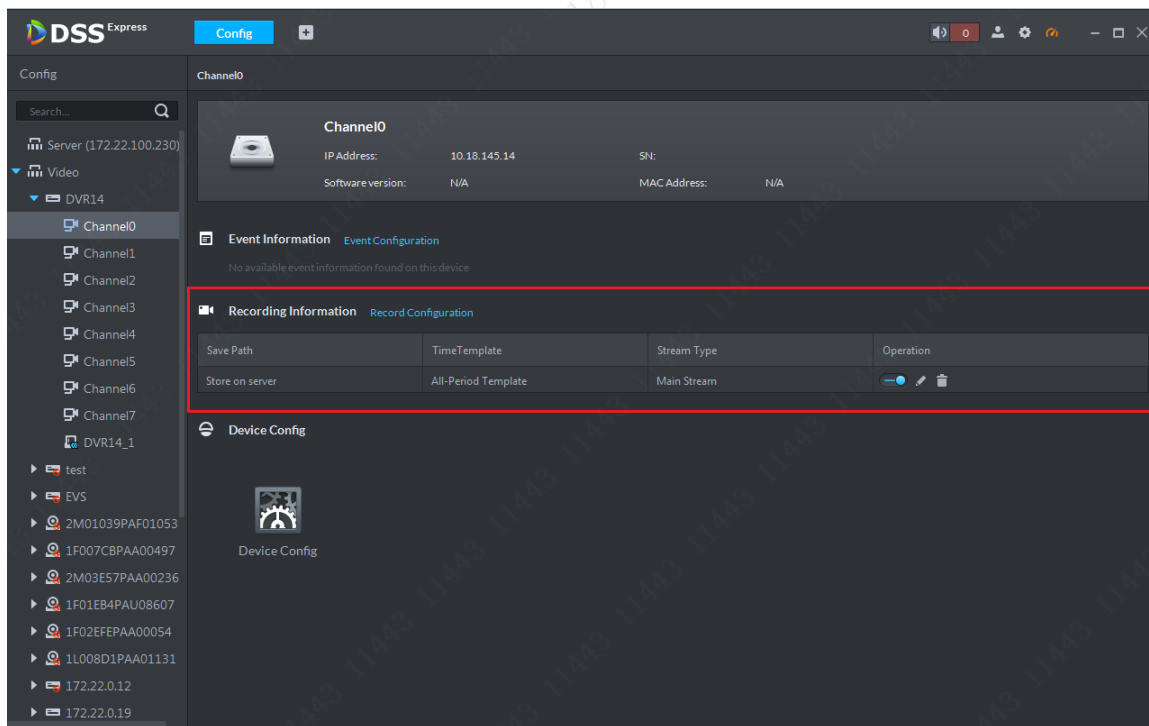 DSS Express
Config
0
Config
Channel0
Search...
Channel0
IP Address: 10.18.145.14 SN:
Software version: N/A MAC Address: N/A
Server (172.22.100.230)
Video
DVR14
Channel0
Channel1
Channel2
Channel3
Channel4
Channel5
Channel6
Channel7
DVR14_1
test
EVS
2M01039PAF01053
1F007CBPAA00497
2M03E57PAA00236
1F01EB4PAU08607
1F02EFEPAA00054
1L008D1PAA01131
172.22.0.12
172.22.0.19
Event Information Event Configuration
No available event information found on this device
Recording Information Record Configuration
Save Path TimeTemplate Stream Type Operation
Store on server All-Period Template Main Stream
Device Config
Device Config
11443 11443 11443